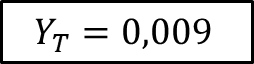 Y_T = 0,009